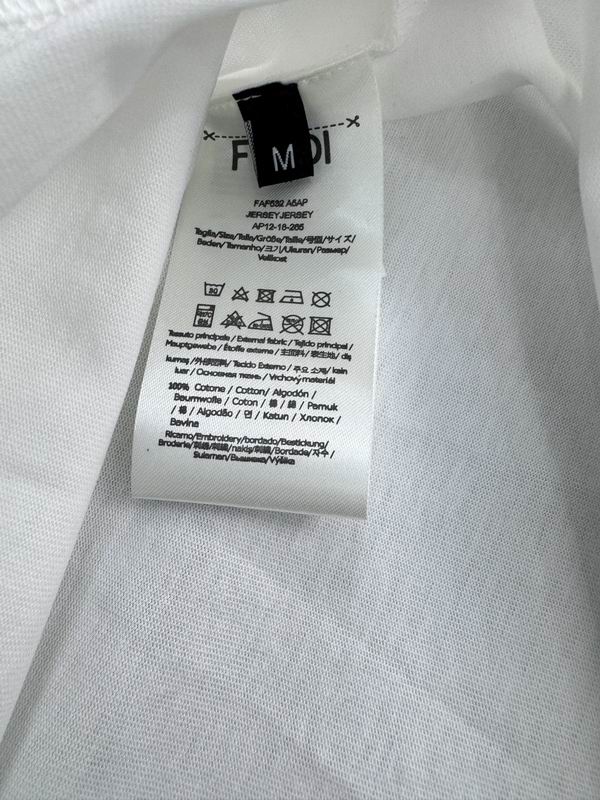 M
FAF532 A5AP
JERSEYJERSEY
AP12-18-265
Taglia/Size/Talla/Größe/Taille/号型/サイズ/
Beden/Tamanho/크기/Ukuran/Размер/
Velikost
30
Tessuto principale / External fabric / Tejido principal /
Hauptgewebe / Étoffe externe / 主面料 / 表生地/ dış
kumaş/外部面料/ Tecido Externo / 주요 소재/ kain
luar / Основная ткань / Vrchový materiál
100% Cotone / Cotton/ Algodón /
Baumwolle / Coton / 棉 / 綿 / Pamuk
/ 棉 / Algodão / 면 / Katun / Хлопок /
Bavlna
Ricamo/Embroidery/bordado/Bestickung/
Broderie/刺绣/刺繍/nakış/刺繡/Bordado/자수 /
Sulaman/Вышивка/Výšivka